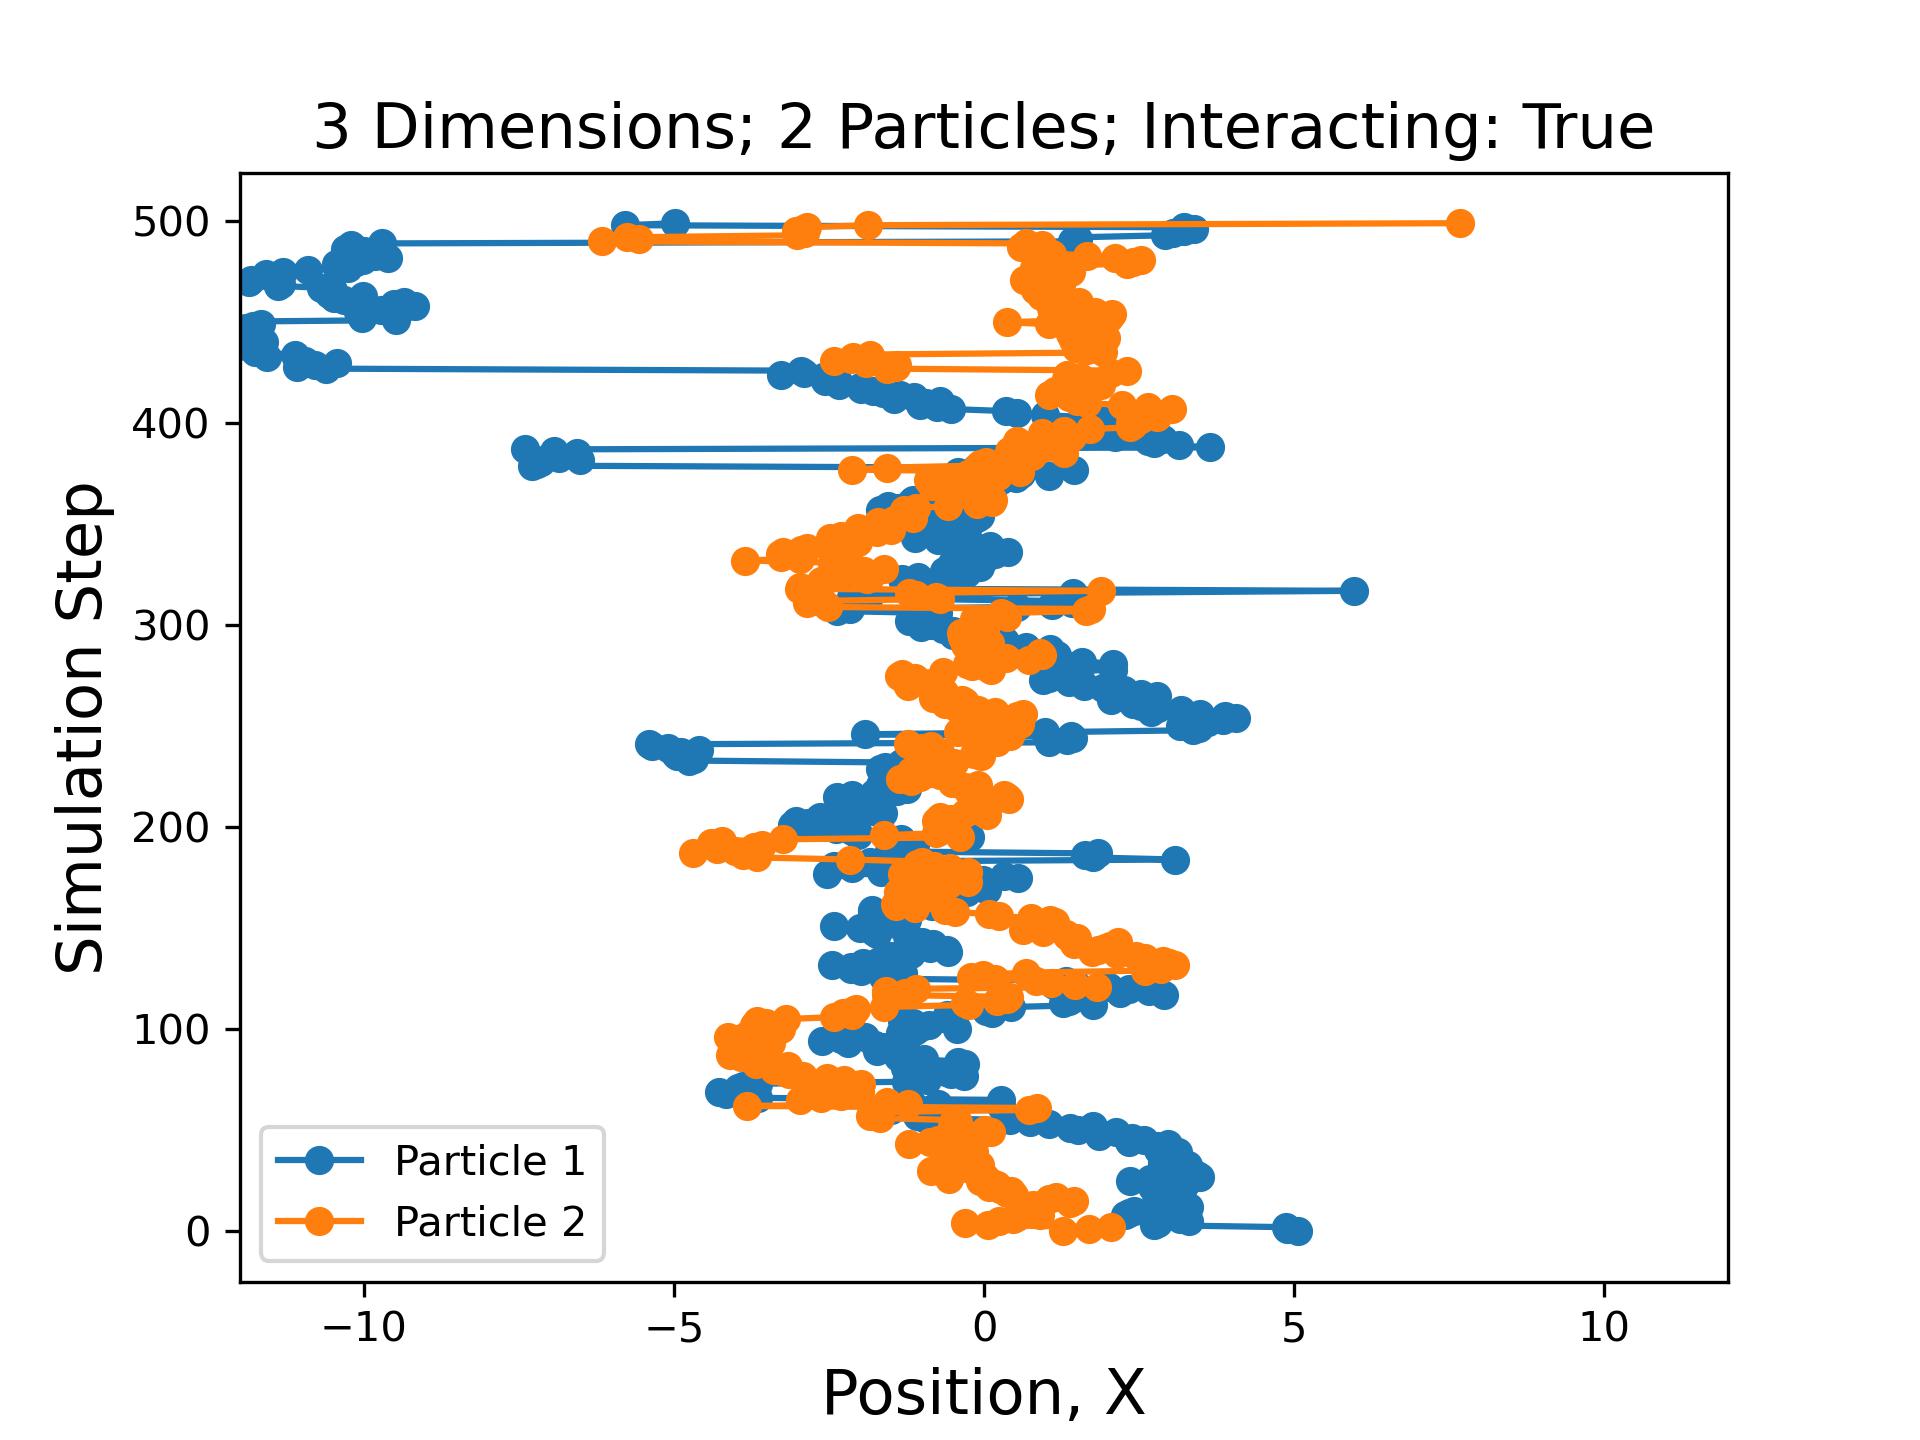 3 Dimensions; 2 Particles; Interacting: True
500
400
300
200
100
0
Simulation Step
Particle 1
Particle 2
−10
−5
0
5
10
Position, X